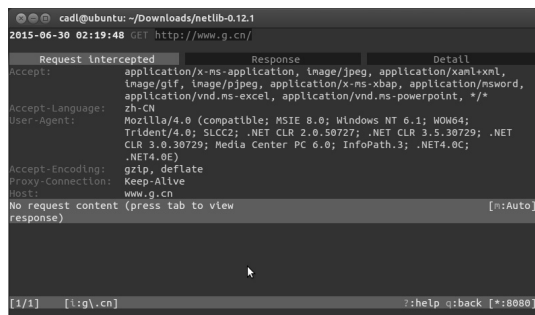 cadl@ubuntu: ~/Downloads/netlib-0.12.1
2015-06-30 02:19:48 GET http://www.g.cn/
Request intercepted Response Detail
Accept: application/x-ms-application, image/jpeg, application/xaml+xml,
image/gif, image/pjpeg, application/x-ms-xbap, application/msword,
application/vnd.ms-excel, application/vnd.ms-powerpoint, */*
Accept-Language: zh-CN
User-Agent: Mozilla/4.0 (compatible; MSIE 8.0; Windows NT 6.1; WOW64;
Trident/4.0; SLCC2; .NET CLR 2.0.50727; .NET CLR 3.5.30729; .NET
CLR 3.0.30729; Media Center PC 6.0; InfoPath.3; .NET4.0C;
.NET4.0E)
Accept-Encoding: gzip, deflate
Proxy-Connection: Keep-Alive
Host: www.g.cn
No request content (press tab to view [m:Auto]
response)
[1/1] [i:g\.cn] ?:help q:back [*:8080]